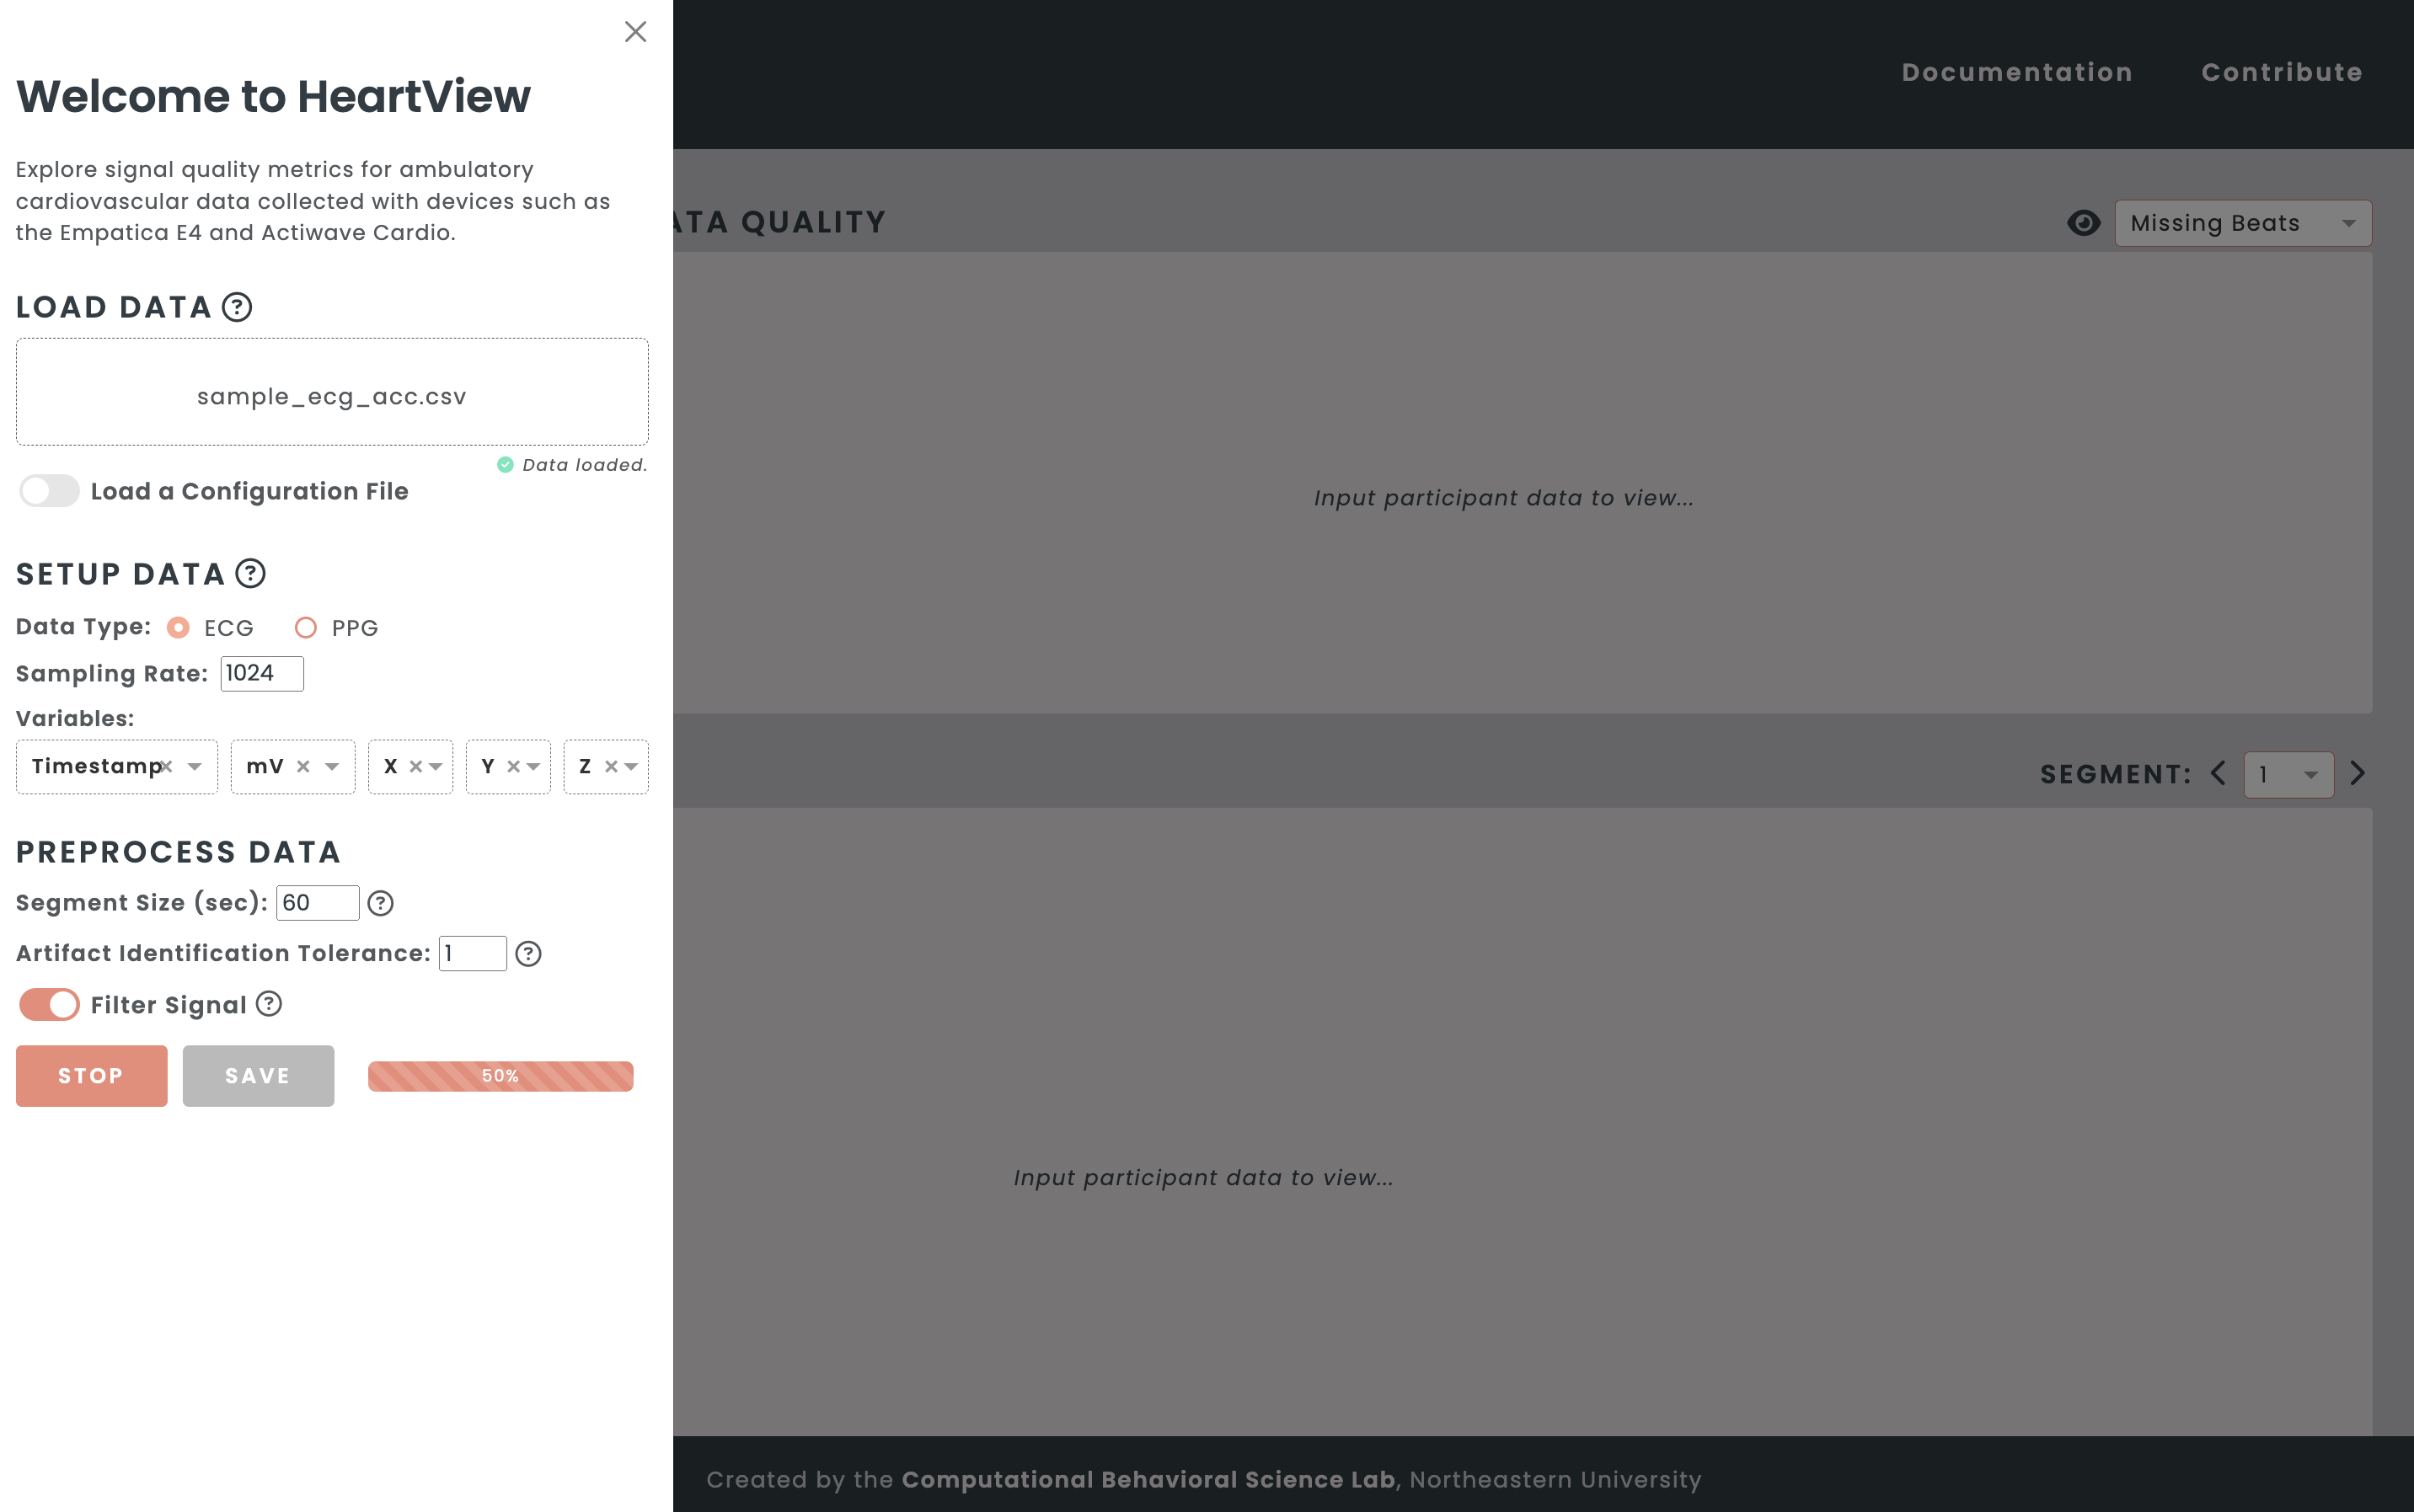 Welcome to HeartView
Explore signal quality metrics for ambulatory
cardiovascular data collected with devices such as
the Empatica E4 and Actiwave Cardio.
LOAD DATA ?
sample_ecg_acc.csv
Data loaded.
Load a Configuration File
SETUP DATA ?
Data Type: ECG PPG
Sampling Rate: 1024
Variables:
Timestamp × mV × X × Y × Z ×
PREPROCESS DATA
Segment Size (sec): 60 ?
Artifact Identification Tolerance: 1 ?
Filter Signal ?
STOP SAVE 50%
Documentation Contribute
ATA QUALITY Missing Beats
Input participant data to view...
SEGMENT: 1
Input participant data to view...
Created by the Computational Behavioral Science Lab, Northeastern University